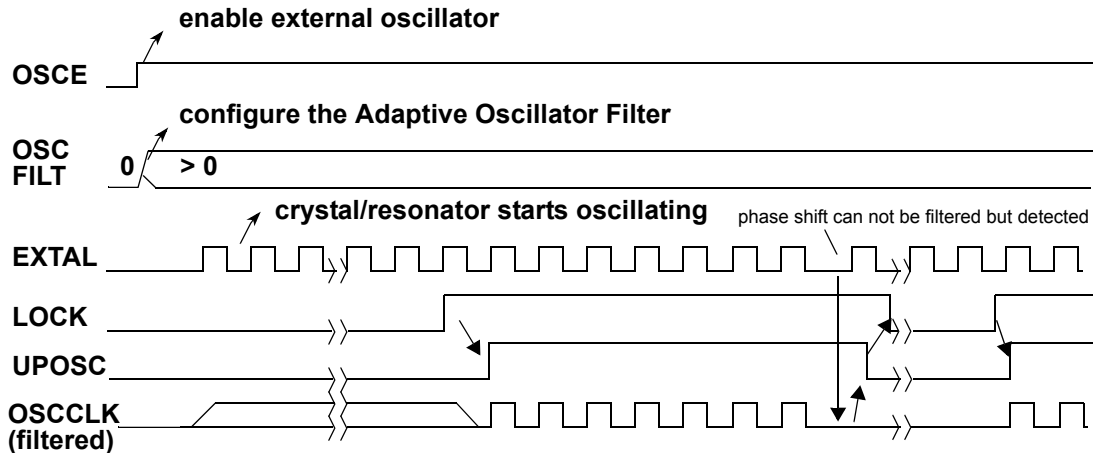 enable external oscillator
OSCE
configure the Adaptive Oscillator Filter
OSC
FILT
0
> 0
crystal/resonator starts oscillating
phase shift can not be filtered but detected
EXTAL
LOCK
UPOSC
OSCCLK
(filtered)